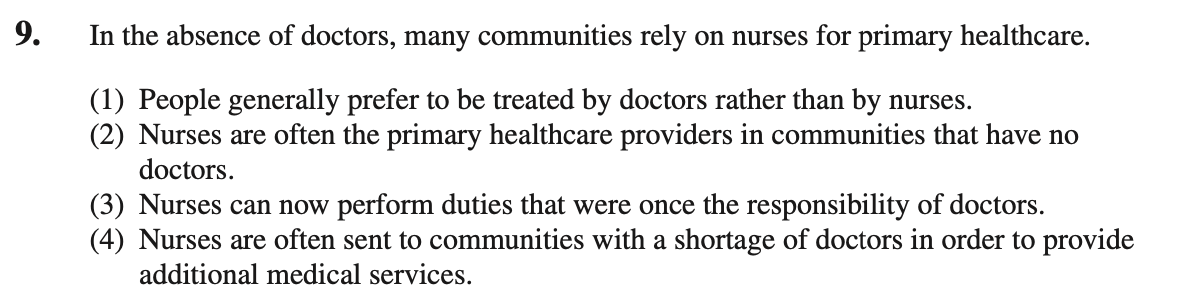 9. In the absence of doctors, many communities rely on nurses for primary healthcare.
(1) People generally prefer to be treated by doctors rather than by nurses.
(2) Nurses are often the primary healthcare providers in communities that have no
doctors.
(3) Nurses can now perform duties that were once the responsibility of doctors.
(4) Nurses are often sent to communities with a shortage of doctors in order to provide
additional medical services.